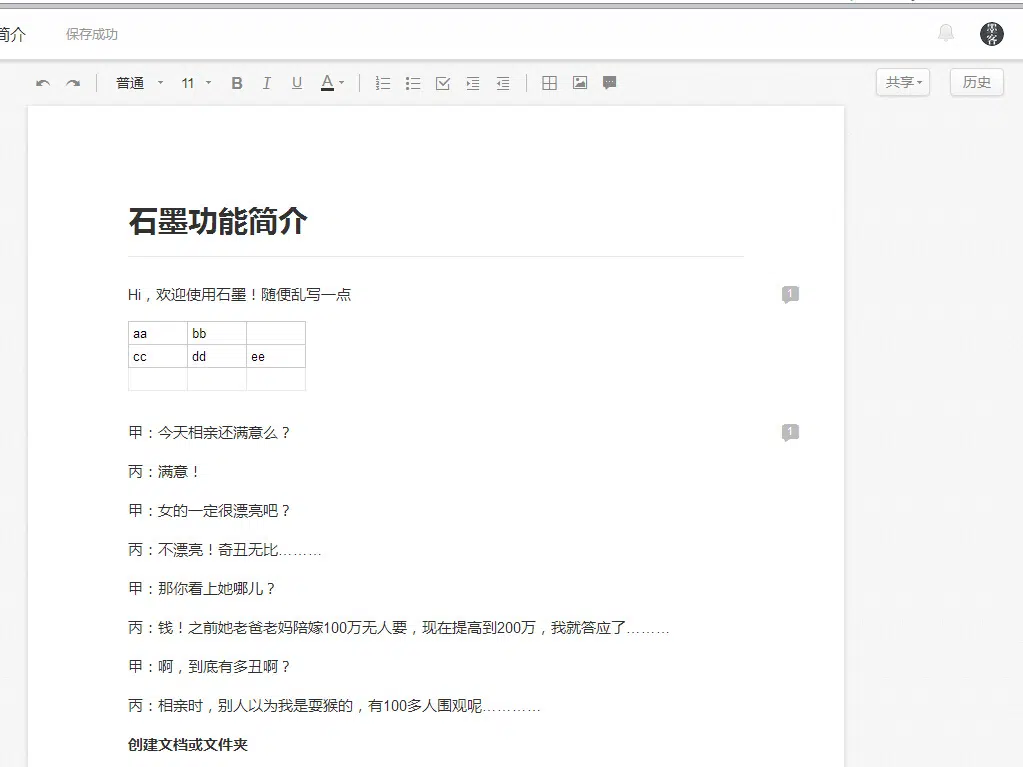 简介 保存成功
墨客
普通 11 B I U A 共享 历史
石墨功能简介
Hi，欢迎使用石墨！随便乱写一点 1
aa bb
cc dd ee
甲：今天相亲还满意么？ 1
丙：满意！
甲：女的一定很漂亮吧？
丙：不漂亮！奇丑无比………
甲：那你看上她哪儿？
丙：钱！之前她老爸老妈陪嫁100万无人要，现在提高到200万，我就答应了………
甲：啊，到底有多丑啊？
丙：相亲时，别人以为我是耍猴的，有100多人围观呢…………
创建文档或文件夹